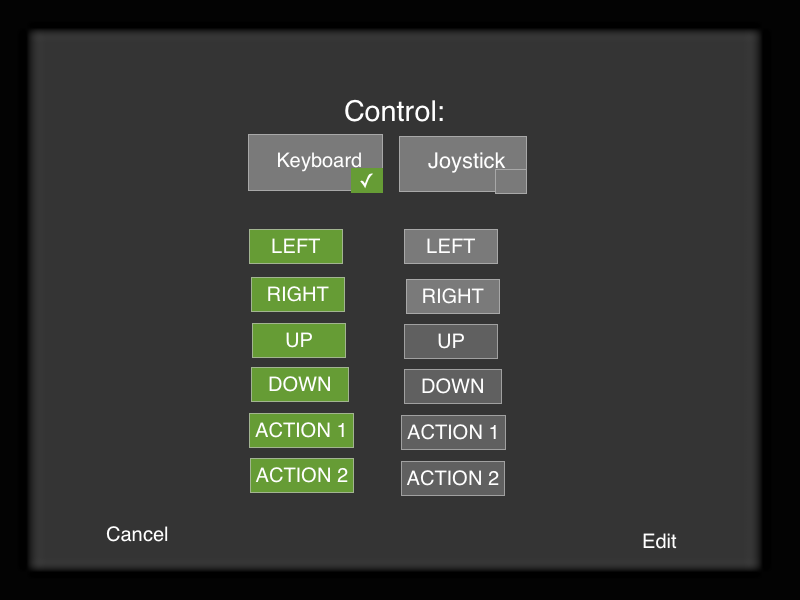 Control:
Keyboard Joystick
✓
LEFT LEFT
RIGHT RIGHT
UP UP
DOWN DOWN
ACTION 1 ACTION 1
ACTION 2 ACTION 2
Cancel Edit